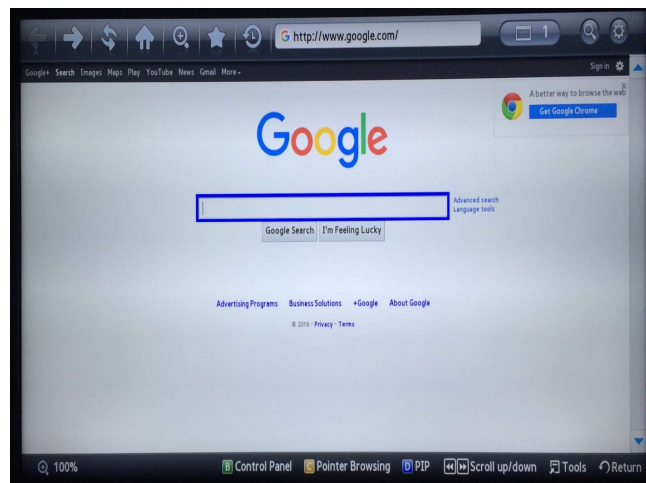 http://www.google.com/ 1
Google+ Search Images Maps Play YouTube News Gmail More
Sign in
A better way to browse the web
Get Google Chrome
Google
Advanced search
Language tools
Google Search I'm Feeling Lucky
Advertising Programs Business Solutions +Google About Google
© 2016 - Privacy - Terms
100% B Control Panel C Pointer Browsing D PIP Scroll up/down Tools Return